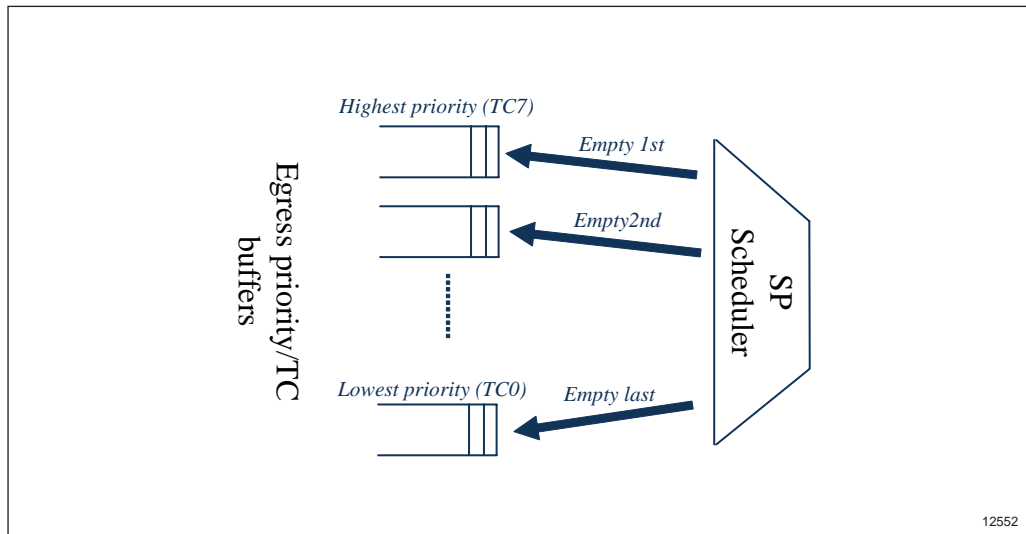 Highest priority (TC7)
Empty 1st
Empty2nd
Egress priority/TC
buffers
SP
Scheduler
Lowest priority (TC0)
Empty last
12552